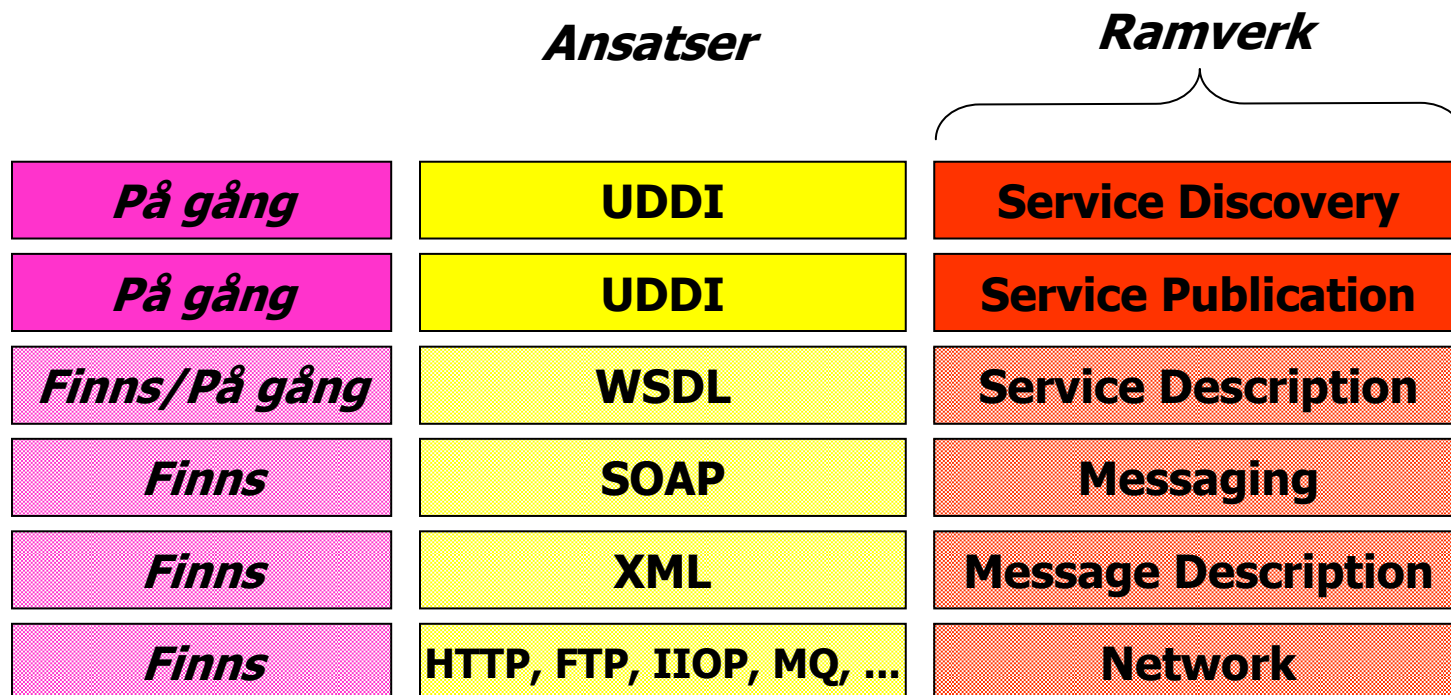 Ansatser
Ramverk
På gång
UDDI
Service Discovery
På gång
UDDI
Service Publication
Finns/På gång
WSDL
Service Description
Finns
SOAP
Messaging
Finns
XML
Message Description
Finns
HTTP, FTP, IIOP, MQ, ...
Network